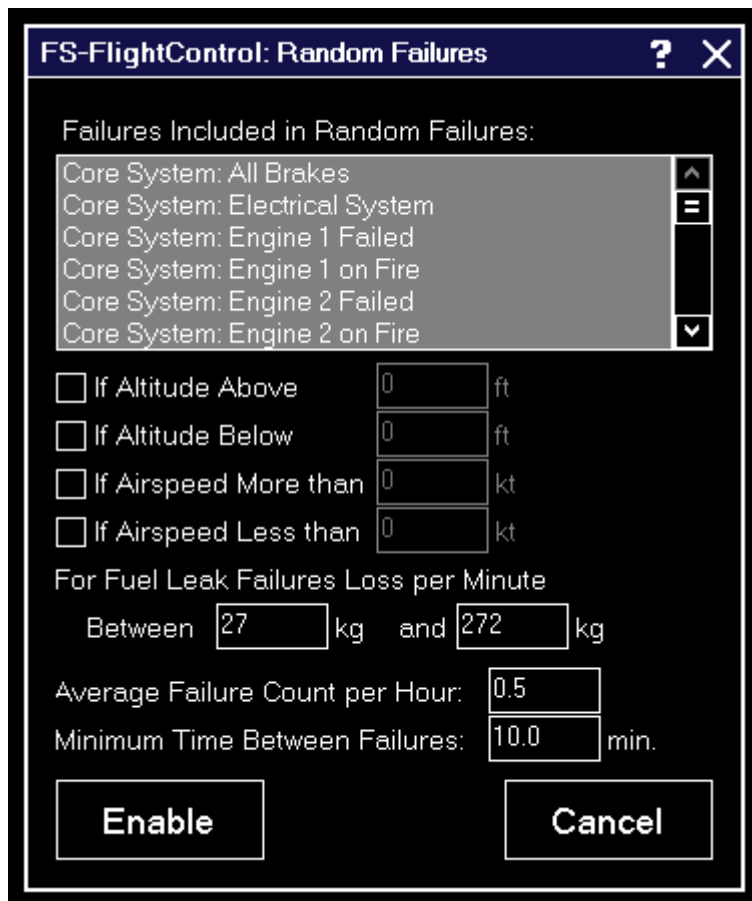 FS-FlightControl: Random Failures ?
Failures Included in Random Failures:
Core System: All Brakes
Core System: Electrical System
Core System: Engine 1 Failed
Core System: Engine 1 on Fire
Core System: Engine 2 Failed
Core System: Engine 2 on Fire
If Altitude Above 0 ft
If Altitude Below 0 ft
If Airspeed More than 0 kt
If Airspeed Less than 0 kt
For Fuel Leak Failures Loss per Minute
Between 27 kg and 272 kg
Average Failure Count per Hour: 0.5
Minimum Time Between Failures: 10.0 min.
Enable Cancel